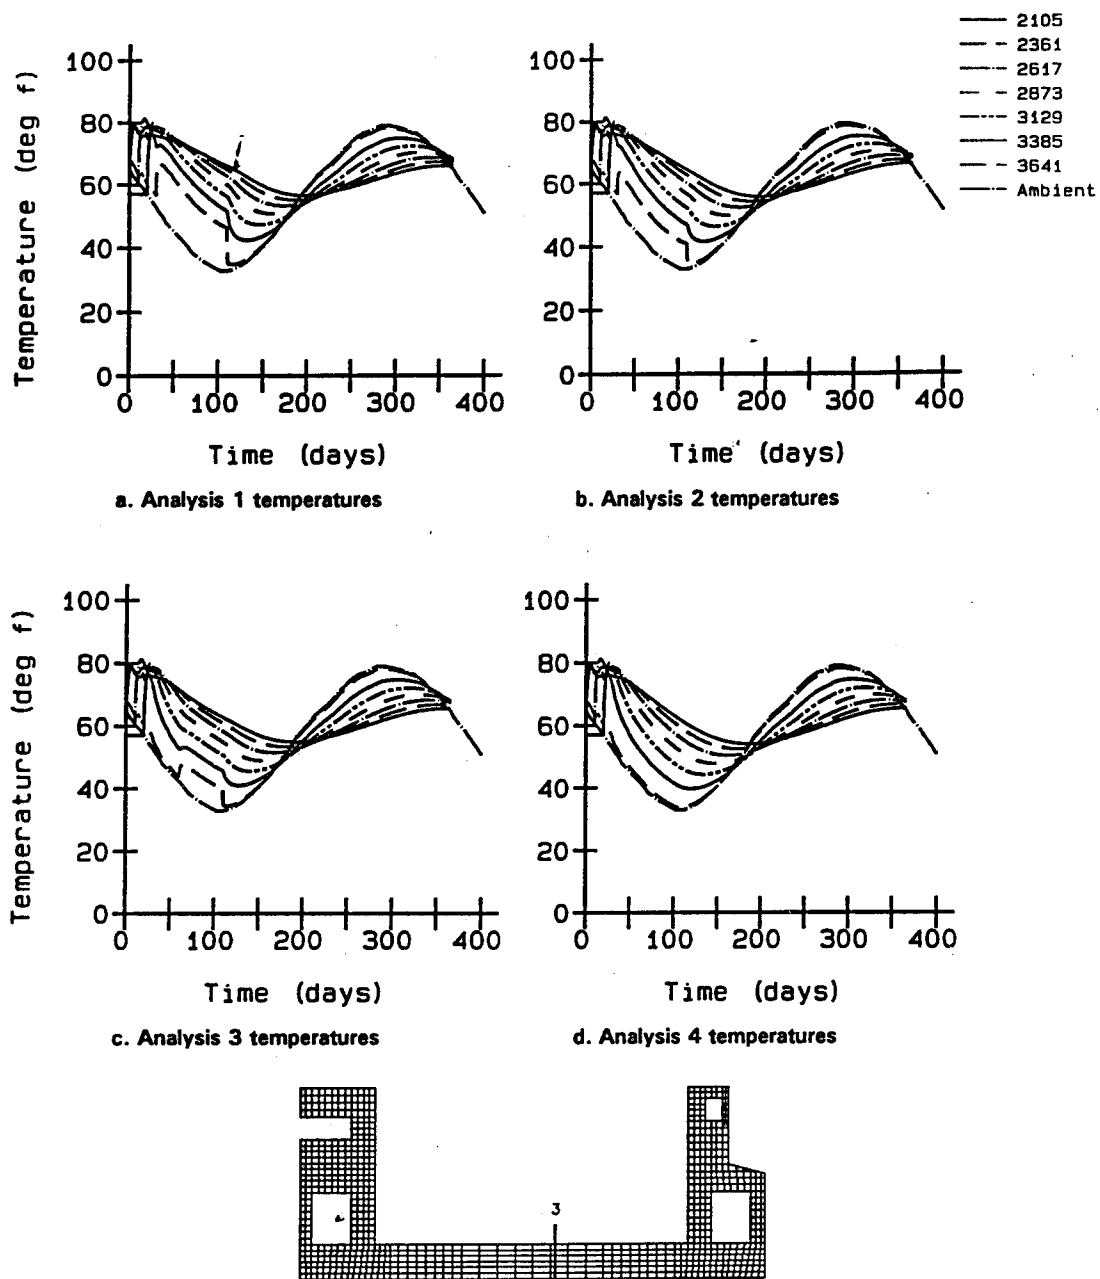 2105
2361
2617
2873
3129
3385
3641
Ambient
Temperature (deg f)
100
80
60
40
20
0
0 100 200 300 400
Time (days)
a. Analysis 1 temperatures
100
80
60
40
20
0
0 100 200 300 400
Time (days)
b. Analysis 2 temperatures
Temperature (deg f)
100
80
60
40
20
0
0 100 200 300 400
Time (days)
c. Analysis 3 temperatures
100
80
60
40
20
0
0 100 200 300 400
Time (days)
d. Analysis 4 temperatures
3